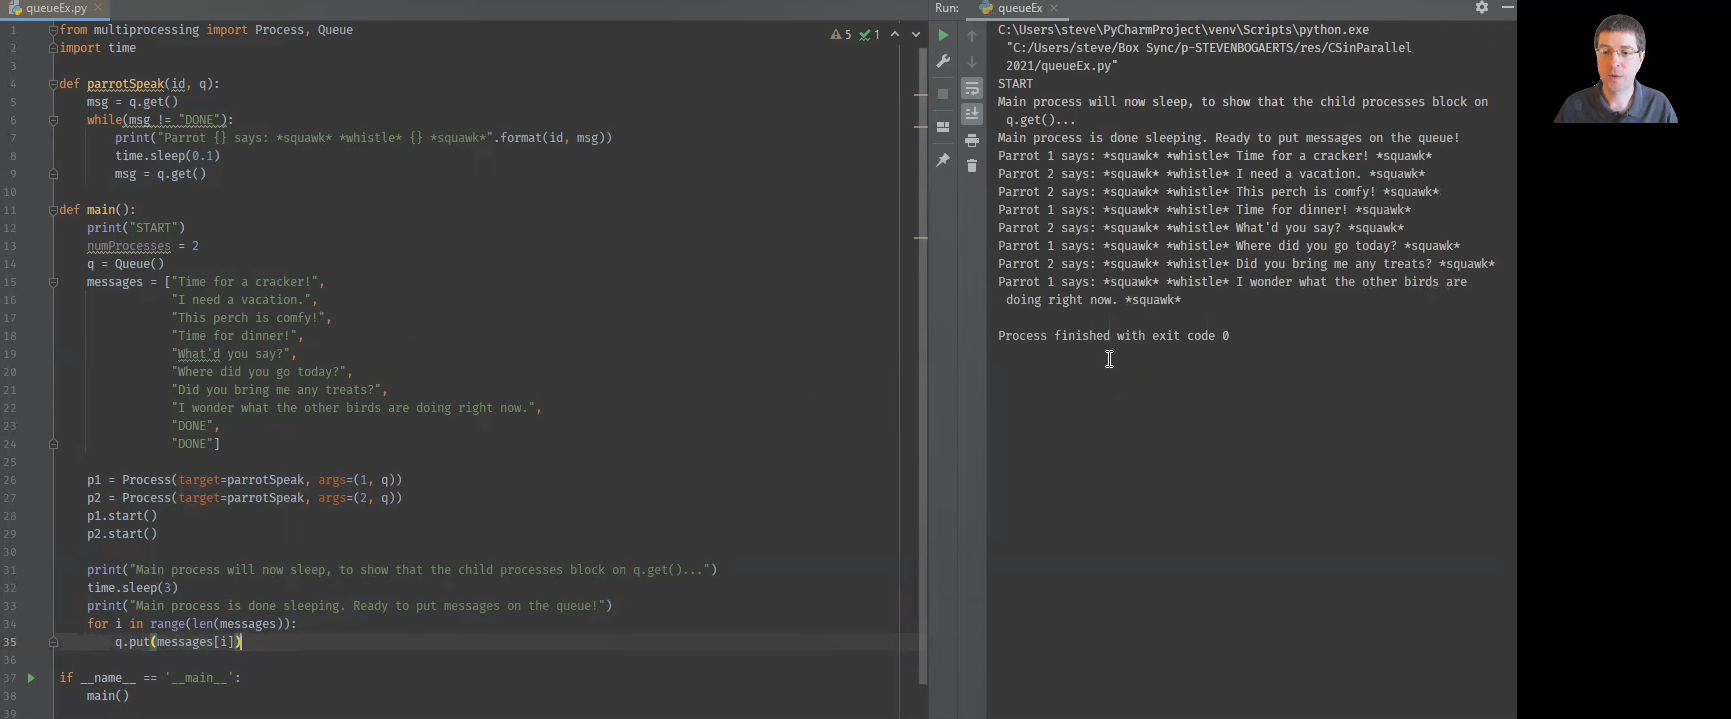 queueEx.py
1 from multiprocessing import Process, Queue
2 import time
3
4 def parrotSpeak(id, q):
5     msg = q.get()
6     while(msg != "DONE"):
7         print("Parrot {} says: *squawk* *whistle* {} *squawk*".format(id, msg))
8         time.sleep(0.1)
9         msg = q.get()
10
11 def main():
12     print("START")
13     numProcesses = 2
14     q = Queue()
15     messages = ["Time for a cracker!",
16                 "I need a vacation.",
17                 "This perch is comfy!",
18                 "Time for dinner!",
19                 "What'd you say?",
20                 "Where did you go today?",
21                 "Did you bring me any treats?",
22                 "I wonder what the other birds are doing right now.",
23                 "DONE",
24                 "DONE"]
25
26     p1 = Process(target=parrotSpeak, args=(1, q))
27     p2 = Process(target=parrotSpeak, args=(2, q))
28     p1.start()
29     p2.start()
30
31     print("Main process will now sleep, to show that the child processes block on q.get()...")
32     time.sleep(3)
33     print("Main process is done sleeping. Ready to put messages on the queue!")
34     for i in range(len(messages)):
35         q.put(messages[i])
36
37 if __name__ == '__main__':
38     main()
39
5 1
Run: queueEx
C:\Users\steve\PyCharmProject\venv\Scripts\python.exe
"C:/Users/steve/Box Sync/p-STEVENBOGAERTS/res/CSinParallel
2021/queueEx.py"
START
Main process will now sleep, to show that the child processes block on
q.get()...
Main process is done sleeping. Ready to put messages on the queue!
Parrot 1 says: *squawk* *whistle* Time for a cracker! *squawk*
Parrot 2 says: *squawk* *whistle* I need a vacation. *squawk*
Parrot 2 says: *squawk* *whistle* This perch is comfy! *squawk*
Parrot 1 says: *squawk* *whistle* Time for dinner! *squawk*
Parrot 2 says: *squawk* *whistle* What'd you say? *squawk*
Parrot 1 says: *squawk* *whistle* Where did you go today? *squawk*
Parrot 2 says: *squawk* *whistle* Did you bring me any treats? *squawk*
Parrot 1 says: *squawk* *whistle* I wonder what the other birds are
doing right now. *squawk*
Process finished with exit code 0